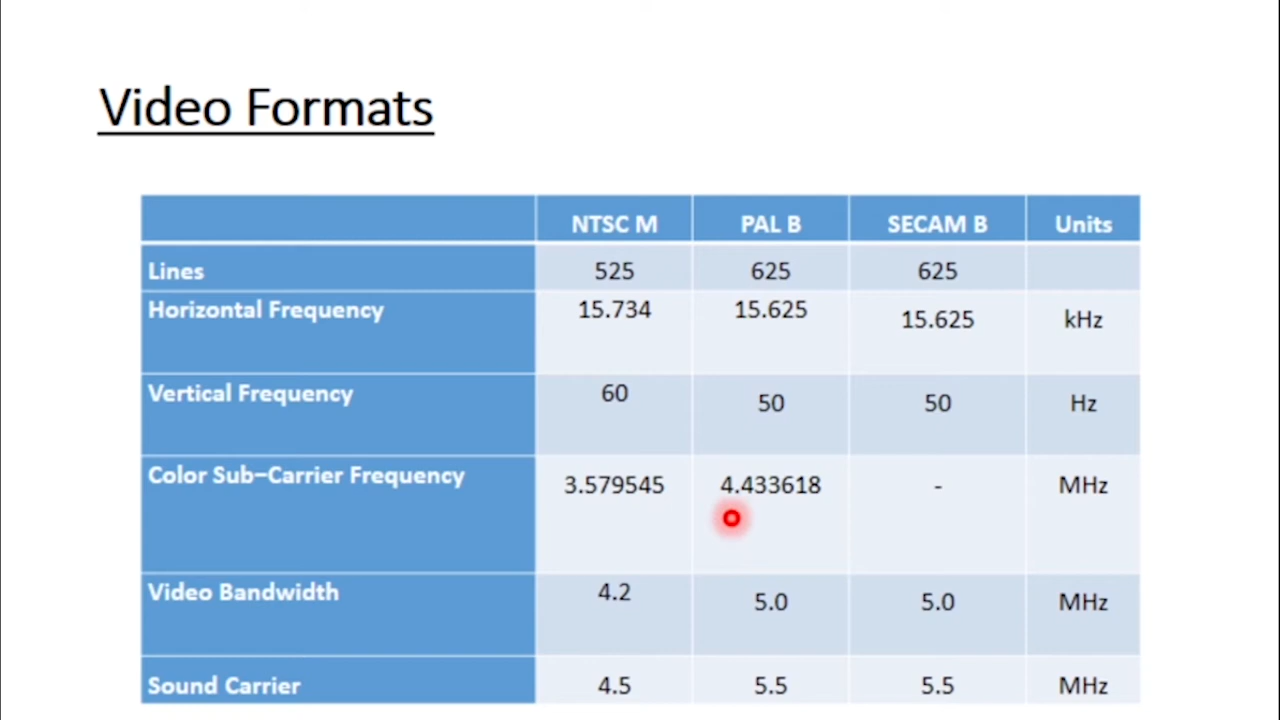 Video Formats
NTSC M PAL B SECAM B Units
Lines 525 625 625
Horizontal Frequency 15.734 15.625 15.625 kHz
Vertical Frequency 60 50 50 Hz
Color Sub–Carrier Frequency 3.579545 4.433618 - MHz
Video Bandwidth 4.2 5.0 5.0 MHz
Sound Carrier 4.5 5.5 5.5 MHz